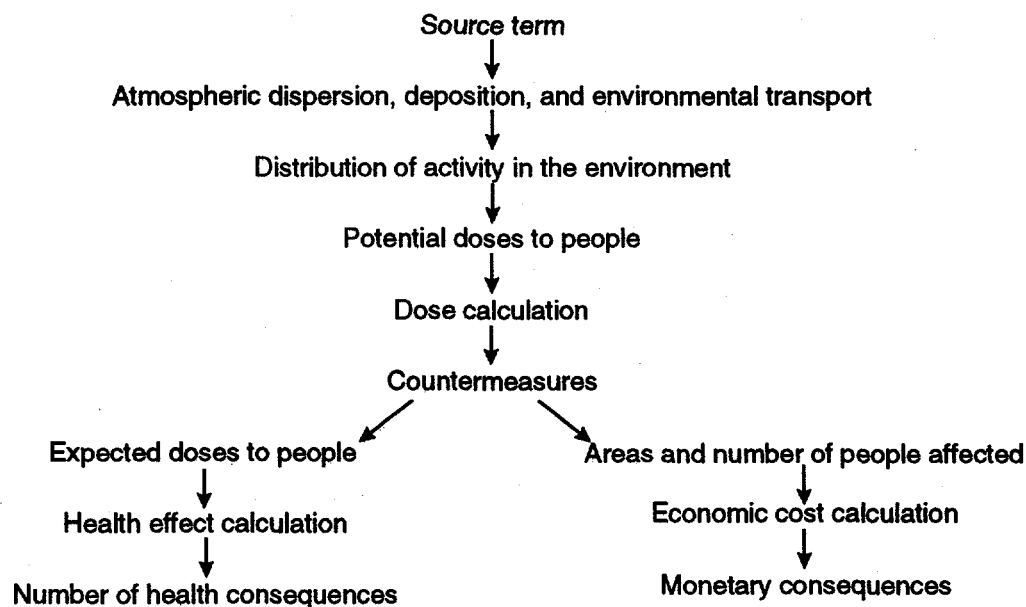 Source term
Atmospheric dispersion, deposition, and environmental transport
Distribution of activity in the environment
Potential doses to people
Dose calculation
Countermeasures
Expected doses to people
Areas and number of people affected
Health effect calculation
Economic cost calculation
Number of health consequences
Monetary consequences